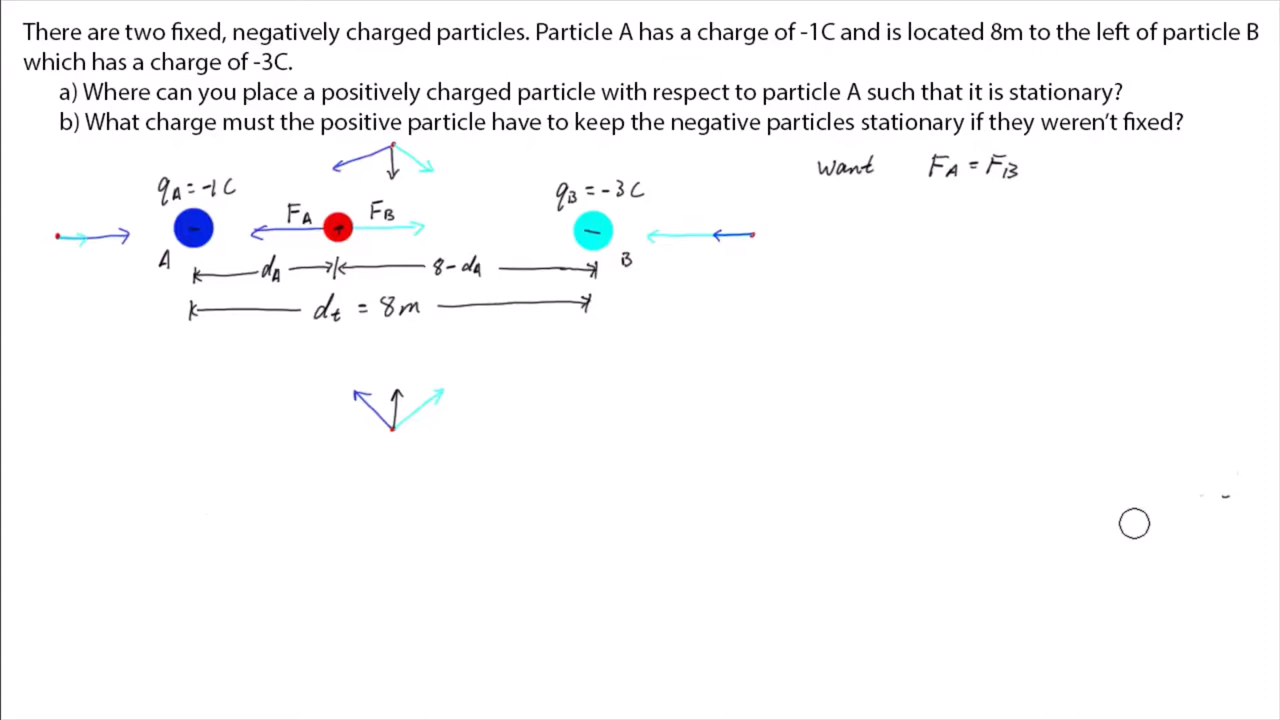 There are two fixed, negatively charged particles. Particle A has a charge of -1C and is located 8m to the left of particle B
which has a charge of -3C.
a) Where can you place a positively charged particle with respect to particle A such that it is stationary?
b) What charge must the positive particle have to keep the negative particles stationary if they weren't fixed?
want F_A = F_B
q_A = -1 C
q_B = -3 C
F_A F_B
- + -
A B
d_A 8 - d_A
d_t = 8 m